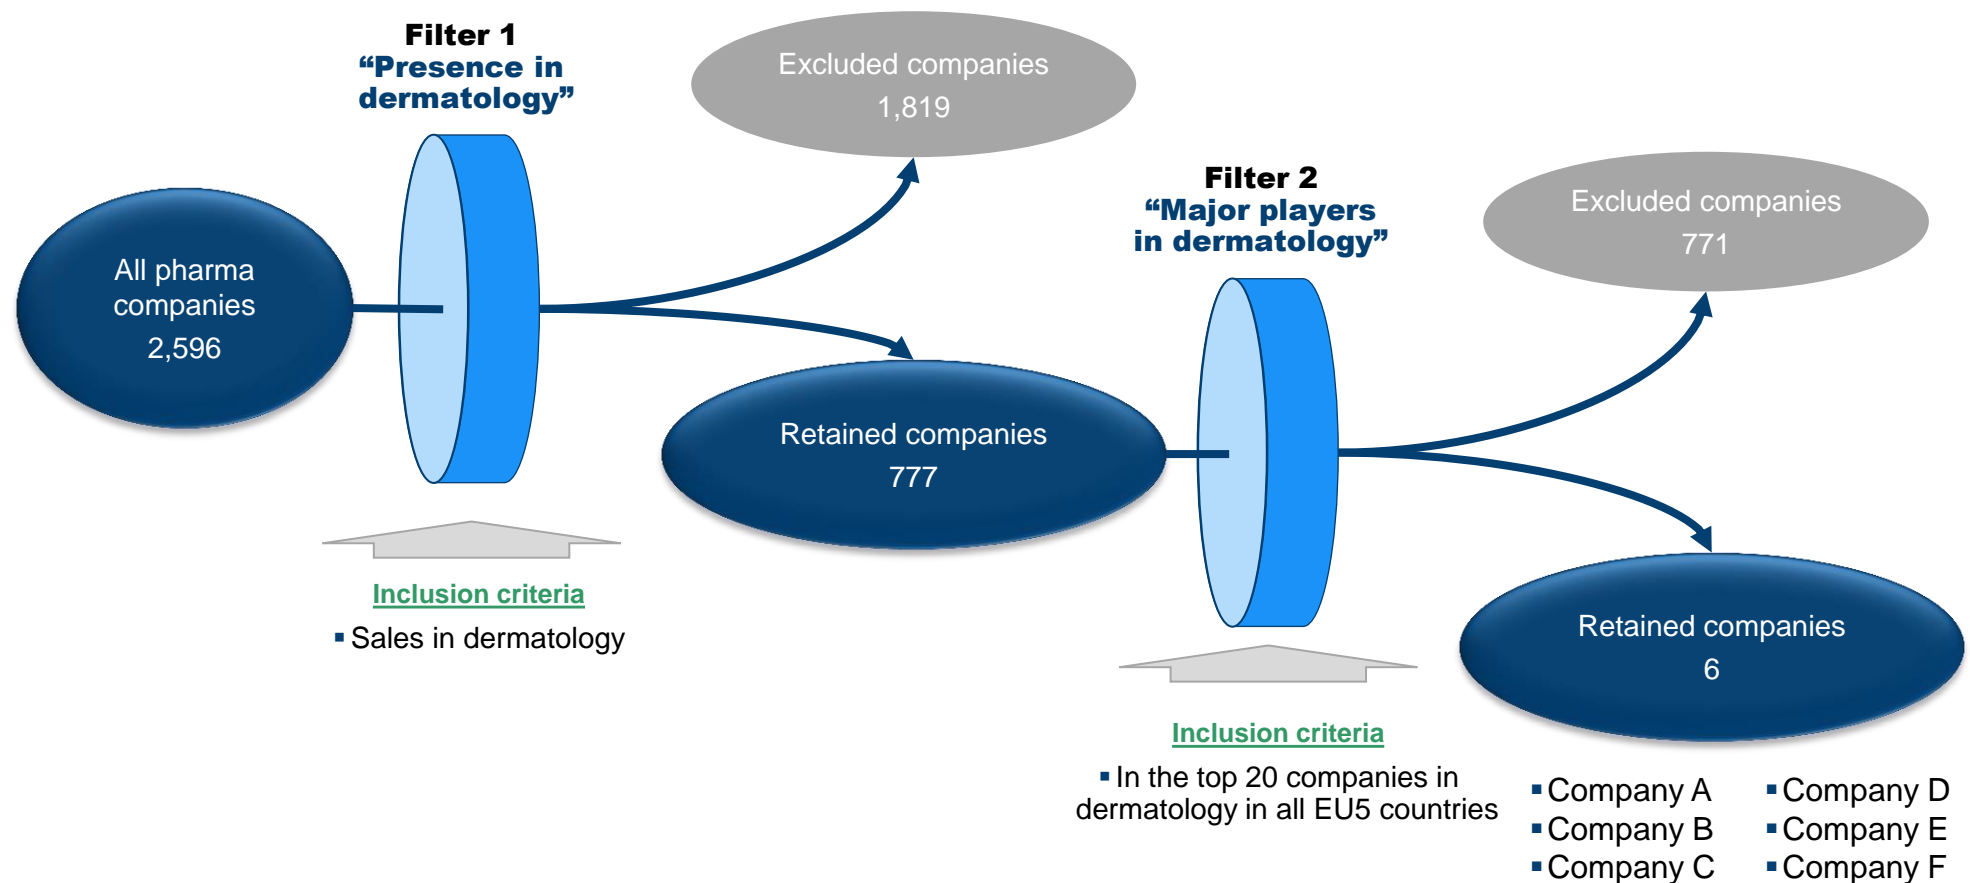 Filter 1
“Presence in
dermatology”
Excluded companies
1,819
All pharma
companies
2,596
Inclusion criteria
▪ Sales in dermatology
Retained companies
777
Filter 2
“Major players
in dermatology”
Excluded companies
771
Inclusion criteria
▪ In the top 20 companies in
dermatology in all EU5 countries
Retained companies
6
▪ Company A
▪ Company B
▪ Company C
▪ Company D
▪ Company E
▪ Company F